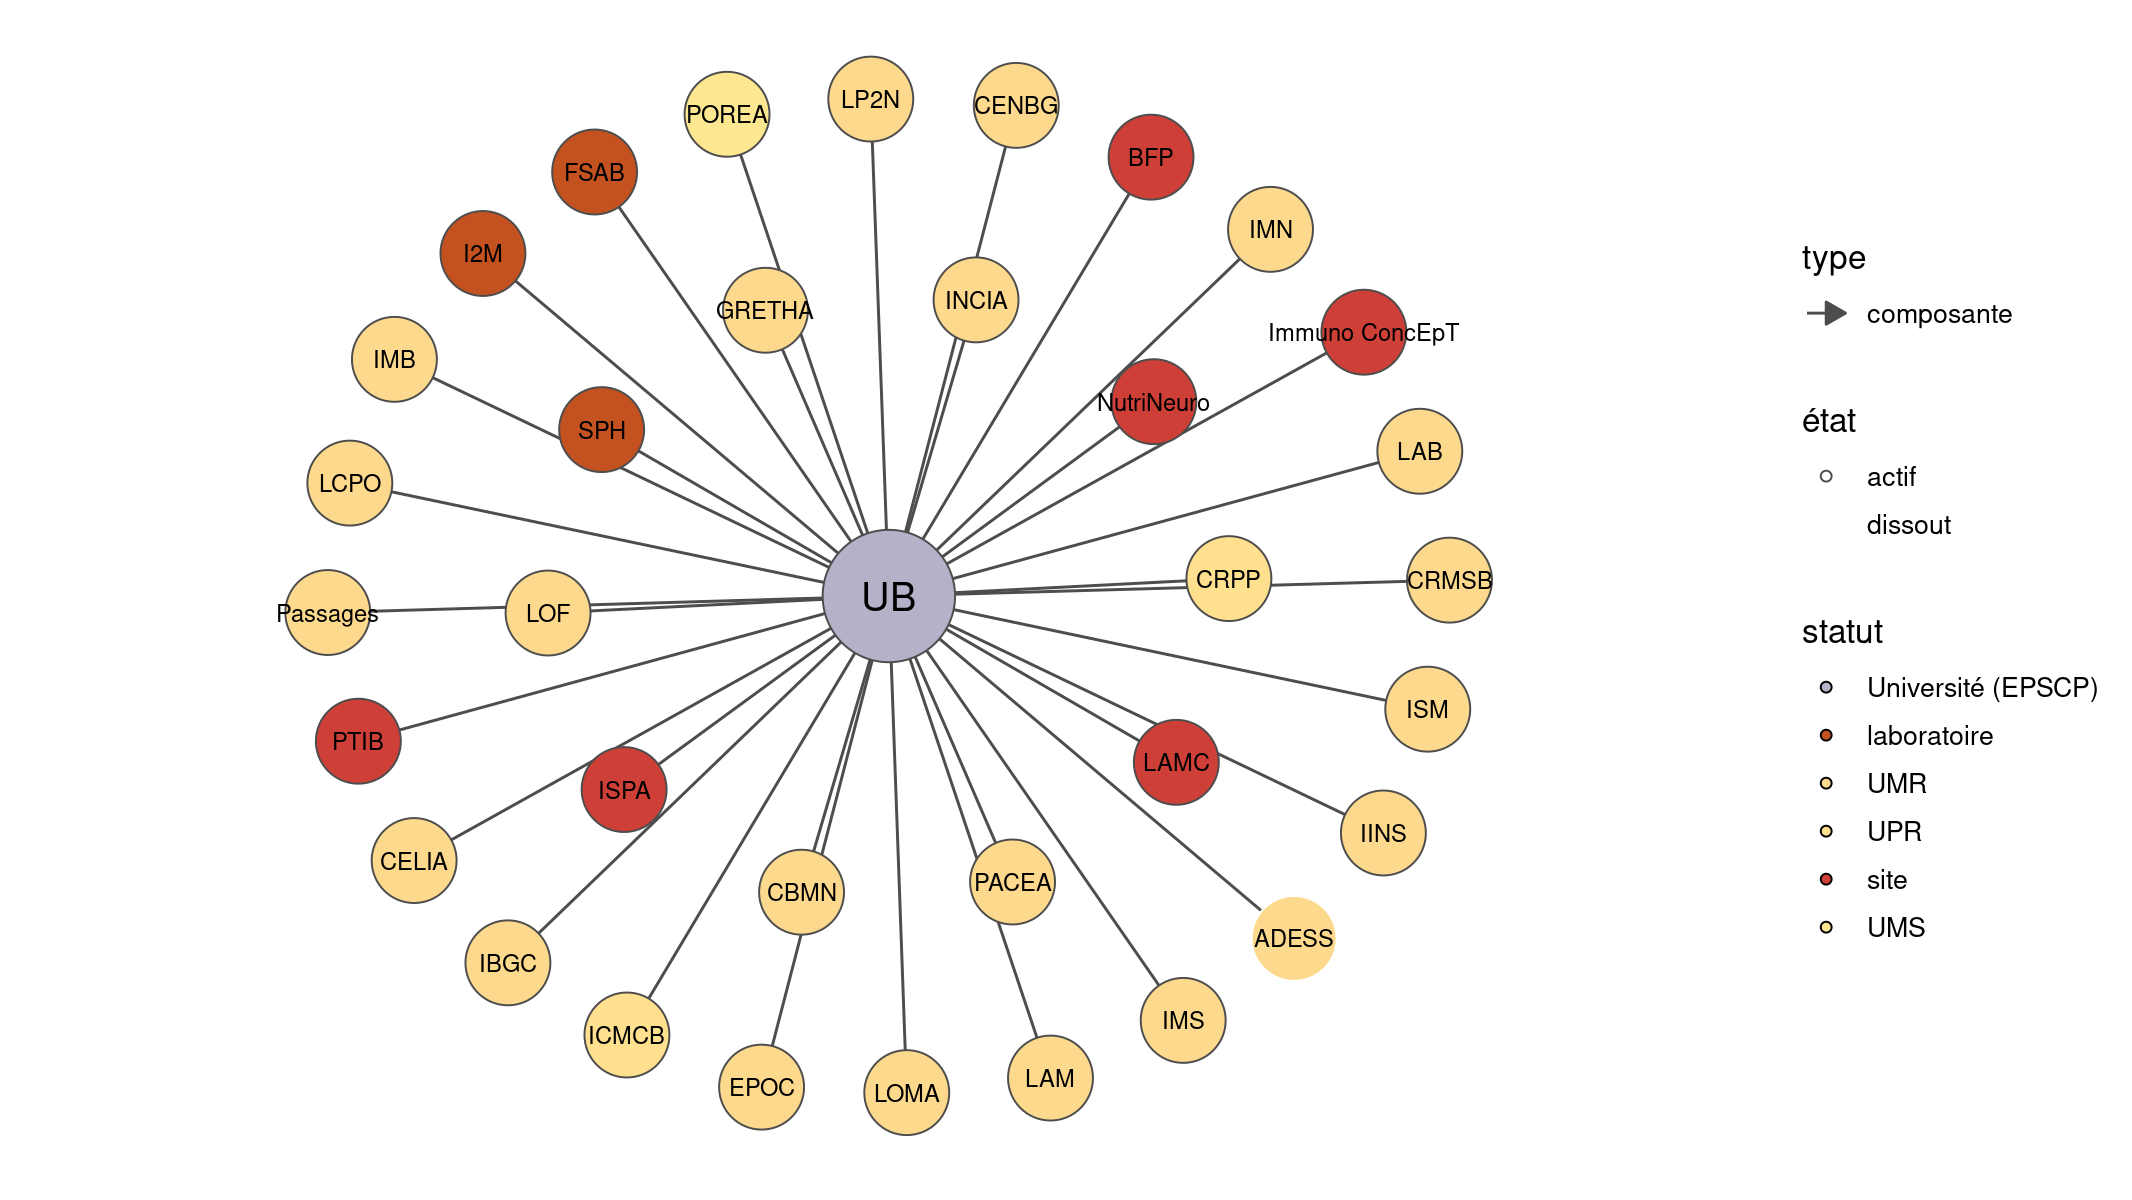 LP2N
CENBG
POREA
BFP
FSAB
IMN
I2M
INCIA
GRETHA
Immuno ConcEpT
IMB
NutriNeuro
SPH
LAB
LCPO
CRPP
CRMSB
UB
Passages
LOF
ISM
PTIB
LAMC
ISPA
IINS
CELIA
PACEA
CBMN
ADESS
IBGC
IMS
ICMCB
LAM
EPOC
LOMA
type
composante
état
actif
dissout
statut
Université (EPSCP)
laboratoire
UMR
UPR
site
UMS